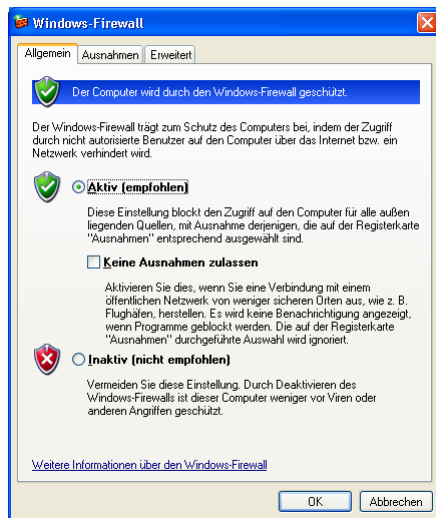 Windows-Firewall
Allgemein Ausnahmen Erweitert
Der Computer wird durch den Windows-Firewall geschützt.
Der Windows-Firewall trägt zum Schutz des Computers bei, indem der Zugriff
durch nicht autorisierte Benutzer auf den Computer über das Internet bzw. ein
Netzwerk verhindert wird.
Aktiv (empfohlen)
Diese Einstellung blockt den Zugriff auf den Computer für alle außen
liegenden Quellen, mit Ausnahme derjenigen, die auf der Registerkarte
"Ausnahmen" entsprechend ausgewählt sind.
Keine Ausnahmen zulassen
Aktivieren Sie dies, wenn Sie eine Verbindung mit einem
öffentlichen Netzwerk von weniger sicheren Orten aus, wie z. B.
Flughäfen, herstellen. Es wird keine Benachrichtigung angezeigt,
wenn Programme geblockt werden. Die auf der Registerkarte
"Ausnahmen" durchgeführte Auswahl wird ignoriert.
Inaktiv (nicht empfohlen)
Vermeiden Sie diese Einstellung. Durch Deaktivieren des
Windows-Firewalls ist dieser Computer weniger vor Viren oder
anderen Angriffen geschützt.
Weitere Informationen über den Windows-Firewall
OK Abbrechen